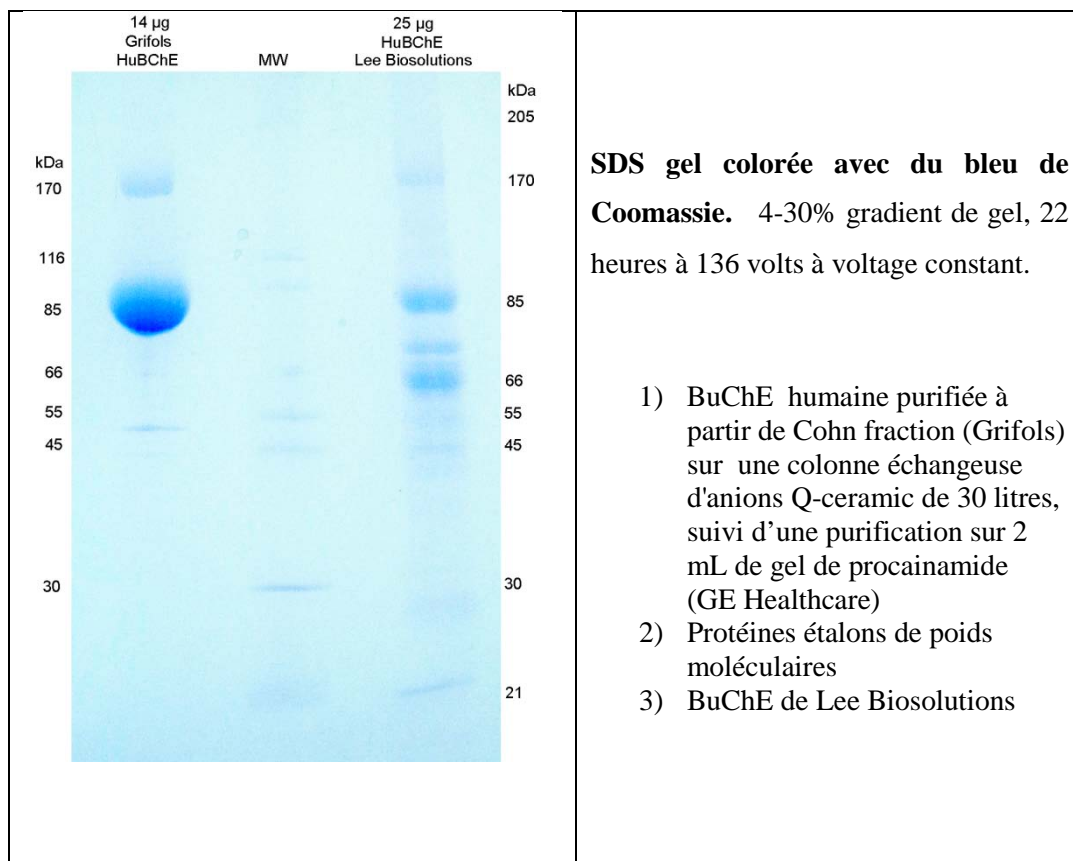 14 µg
Grifols
HuBChE
MW
25 µg
HuBChE
Lee Biosolutions
kDa
205
kDa
170
170
116
85
85
66
66
55
55
45
45
30
30
21
SDS gel colorée avec du bleu de
Coomassie. 4-30% gradient de gel, 22
heures à 136 volts à voltage constant.
1) BuChE humaine purifiée à
partir de Cohn fraction (Grifols)
sur une colonne échangeuse
d'anions Q-ceramic de 30 litres,
suivi d’une purification sur 2
mL de gel de procainamide
(GE Healthcare)
2) Protéines étalons de poids
moléculaires
3) BuChE de Lee Biosolutions